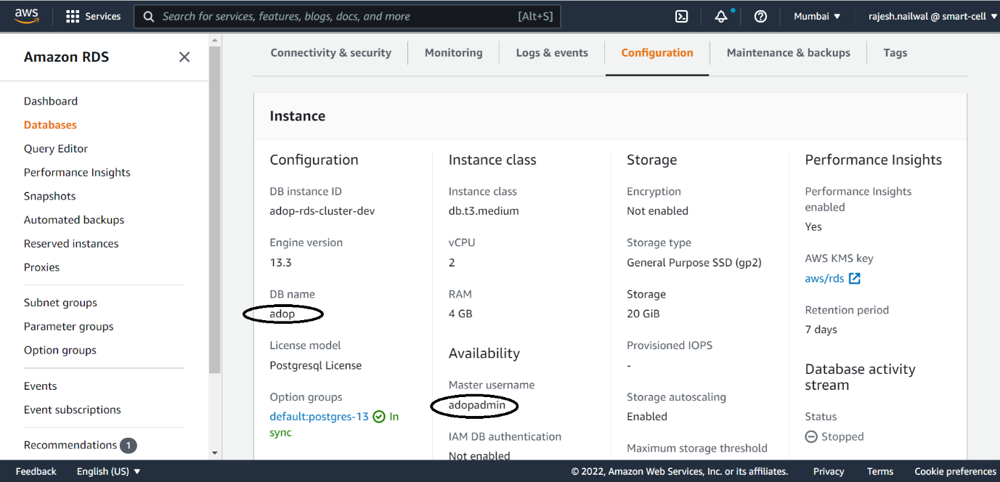 aws
Services
Search for services, features, blogs, docs, and more
[Alt+S]
Mumbai ▼
rajesh.nailwal @ smart-cell ▼
Amazon RDS
Dashboard
Databases
Query Editor
Performance Insights
Snapshots
Automated backups
Reserved instances
Proxies
Subnet groups
Parameter groups
Option groups
Events
Event subscriptions
Recommendations 1
Connectivity & security
Monitoring
Logs & events
Configuration
Maintenance & backups
Tags
Instance
Configuration
DB instance ID
adop-rds-cluster-dev
Engine version
13.3
DB name
adop
License model
Postgresql License
Option groups
default:postgres-13 In
sync
Instance class
Instance class
db.t3.medium
vCPU
2
RAM
4 GB
Availability
Master username
adopadmin
IAM DB authentication
Not enabled
Storage
Encryption
Not enabled
Storage type
General Purpose SSD (gp2)
Storage
20 GiB
Provisioned IOPS
-
Storage autoscaling
Enabled
Maximum storage threshold
Performance Insights
Performance Insights
enabled
Yes
AWS KMS key
aws/rds
Retention period
7 days
Database activity
stream
Status
Stopped
Feedback
English (US) ▼
© 2022, Amazon Web Services, Inc. or its affiliates.
Privacy
Terms
Cookie preferences